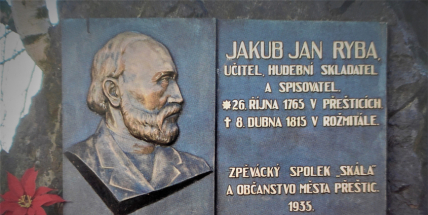 JAKUB JAN RYBA,
UČITEL, HUDEBNÍ SKLADATEL
A SPISOVATEL.
✱ 26. ŘÍJNA 1765 V PŘEŠTICÍCH.
† 8. DUBNA 1815 V ROŽMITÁLE.
ZPĚVÁCKÝ SPOLEK „SKÁLA"
A OBČANSTVO MĚSTA PŘEŠTIC.
1935.